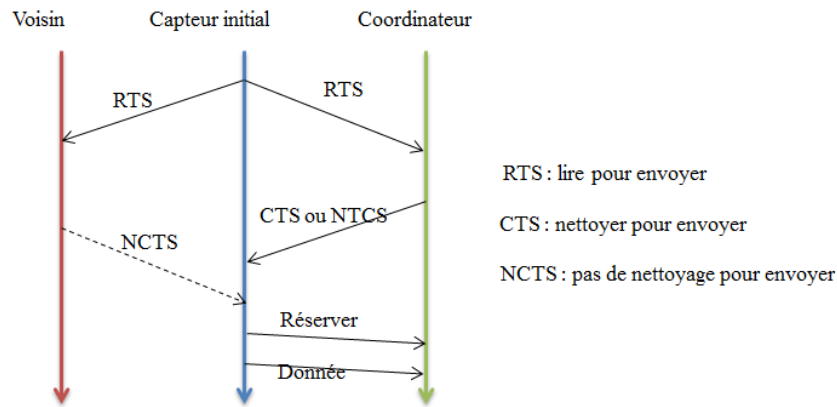 Voisin
Capteur initial
Coordinateur
RTS
RTS
RTS : lire pour envoyer
CTS ou NTCS
CTS : nettoyer pour envoyer
NCTS
NCTS : pas de nettoyage pour envoyer
Réserver
Donnée